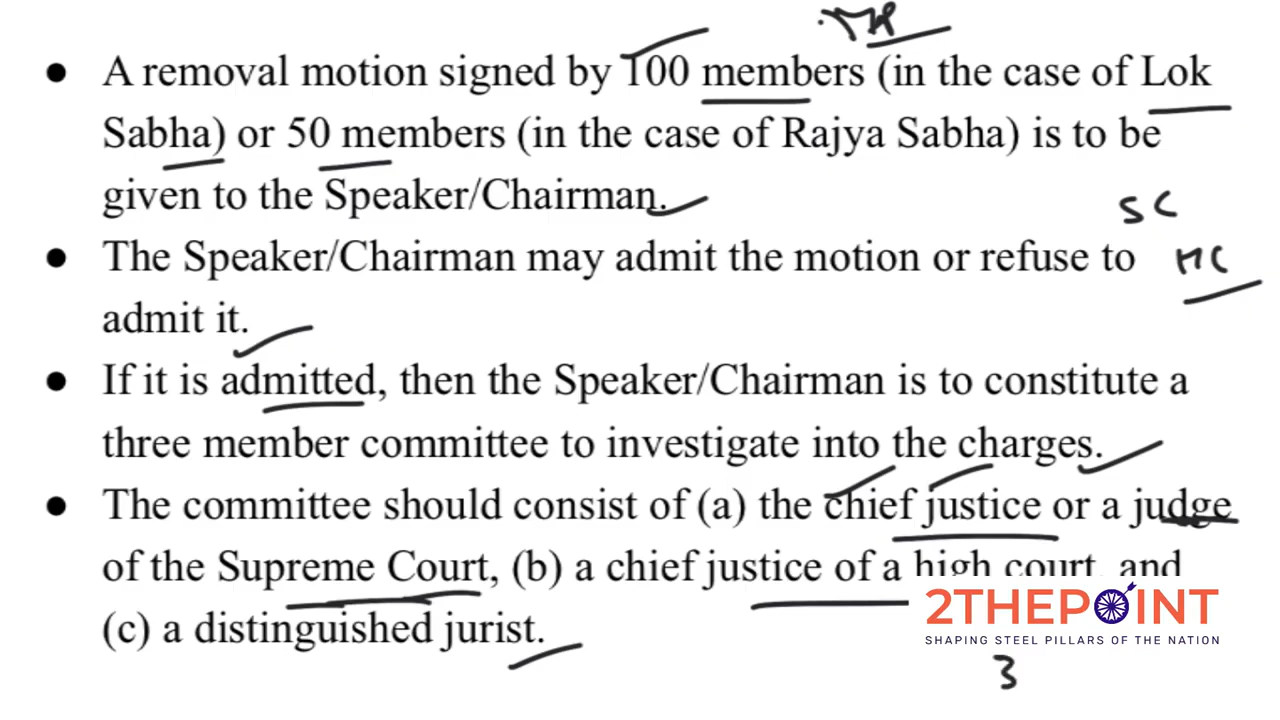 ● A removal motion signed by 100 members (in the case of Lok
Sabha) or 50 members (in the case of Rajya Sabha) is to be
given to the Speaker/Chairman.
SC
● The Speaker/Chairman may admit the motion or refuse to
HC
admit it.
● If it is admitted, then the Speaker/Chairman is to constitute a
three member committee to investigate into the charges.
● The committee should consist of (a) the chief justice or a judge
of the Supreme Court, (b) a chief justice of a high court, and
(c) a distinguished jurist.
2THEPOINT
SHAPING STEEL PILLARS OF THE NATION
3